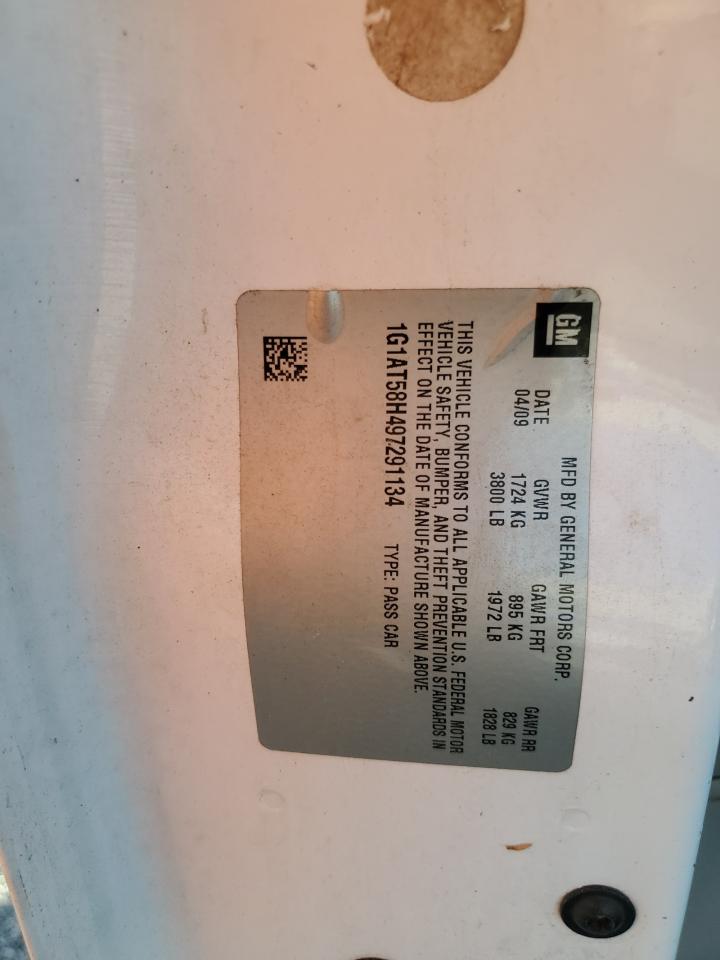 GM
MFD BY GENERAL MOTORS CORP.
DATE GVWR GAWR FRT GAWR RR
04/09 1724 KG 895 KG 829 KG
3800 LB 1972 LB 1828 LB
THIS VEHICLE CONFORMS TO ALL APPLICABLE U.S. FEDERAL MOTOR
VEHICLE SAFETY, BUMPER, AND THEFT PREVENTION STANDARDS IN
EFFECT ON THE DATE OF MANUFACTURE SHOWN ABOVE.
1G1AT58H497291134 TYPE: PASS CAR